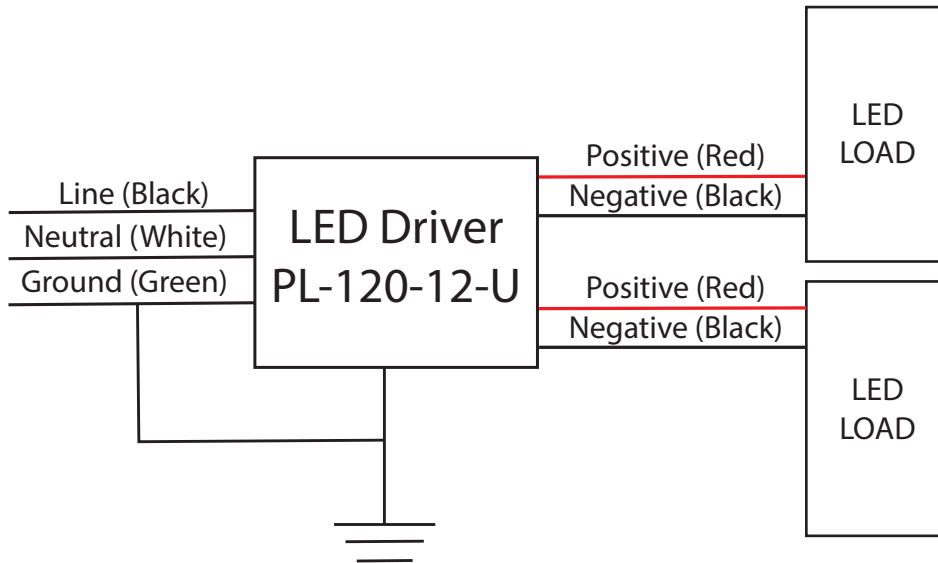 Line (Black)
Neutral (White)
Ground (Green)
LED Driver
PL-120-12-U
Positive (Red)
Negative (Black)
LED
LOAD
Positive (Red)
Negative (Black)
LED
LOAD